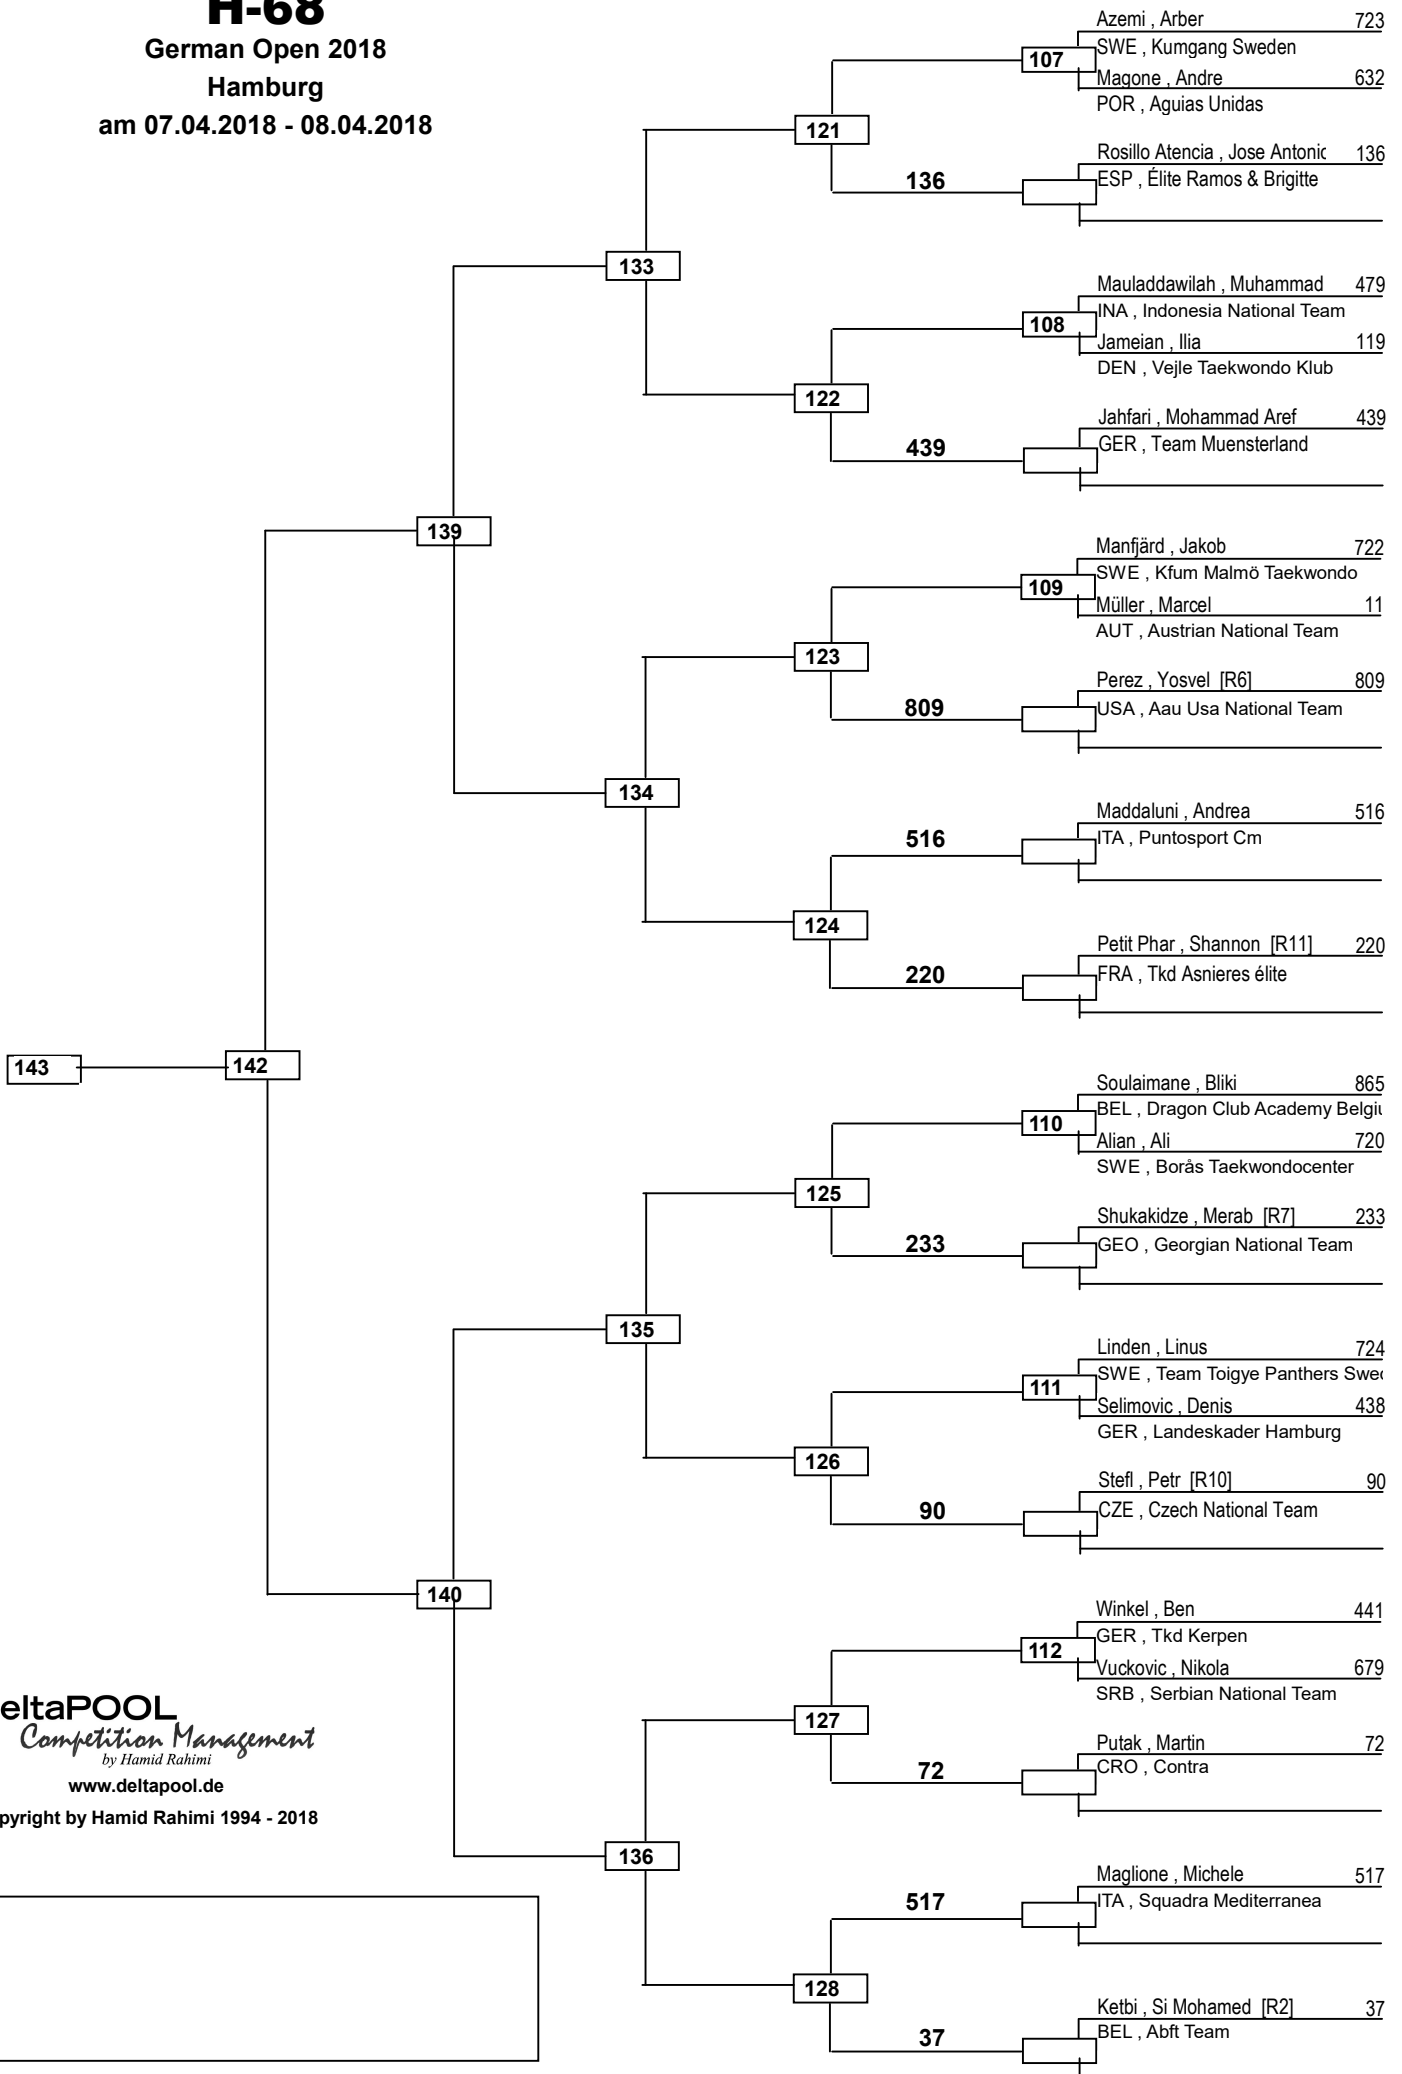 H-68
German Open 2018
Hamburg
am 07.04.2018 - 08.04.2018
Azemi , Arber 723
SWE , Kumgang Sweden
107
Magone , Andre 632
POR , Aguias Unidas
121
Rosillo Atencia , Jose Antonio 136
136
ESP , Élite Ramos & Brigitte
133
Mauladdawilah , Muhammad 479
INA , Indonesia National Team
108
Jameian , Ilia 119
DEN , Vejle Taekwondo Klub
122
Jahfari , Mohammad Aref 439
439
GER , Team Muensterland
139
Manfjärd , Jakob 722
SWE , Kfum Malmö Taekwondo
109
Müller , Marcel 11
AUT , Austrian National Team
123
Perez , Yosvel [R6] 809
809
USA , Aau Usa National Team
134
Maddaluni , Andrea 516
516
ITA , Puntosport Cm
124
Petit Phar , Shannon [R11] 220
220
FRA , Tkd Asnieres élite
143
142
Soulaimane , Bliki 865
BEL , Dragon Club Academy Belgiu
110
Alian , Ali 720
SWE , Borås Taekwondocenter
125
Shukakidze , Merab [R7] 233
233
GEO , Georgian National Team
135
Linden , Linus 724
SWE , Team Toigye Panthers Swed
111
Selimovic , Denis 438
GER , Landeskader Hamburg
126
Stefl , Petr [R10] 90
90
CZE , Czech National Team
140
Winkel , Ben 441
GER , Tkd Kerpen
112
Vuckovic , Nikola 679
SRB , Serbian National Team
127
Putak , Martin 72
72
CRO , Contra
136
Maglione , Michele 517
517
ITA , Squadra Mediterranea
128
Ketbi , Si Mohamed [R2] 37
37
BEL , Abft Team
eltaPOOL
Competition Management
by Hamid Rahimi
www.deltapool.de
pyright by Hamid Rahimi 1994 - 2018